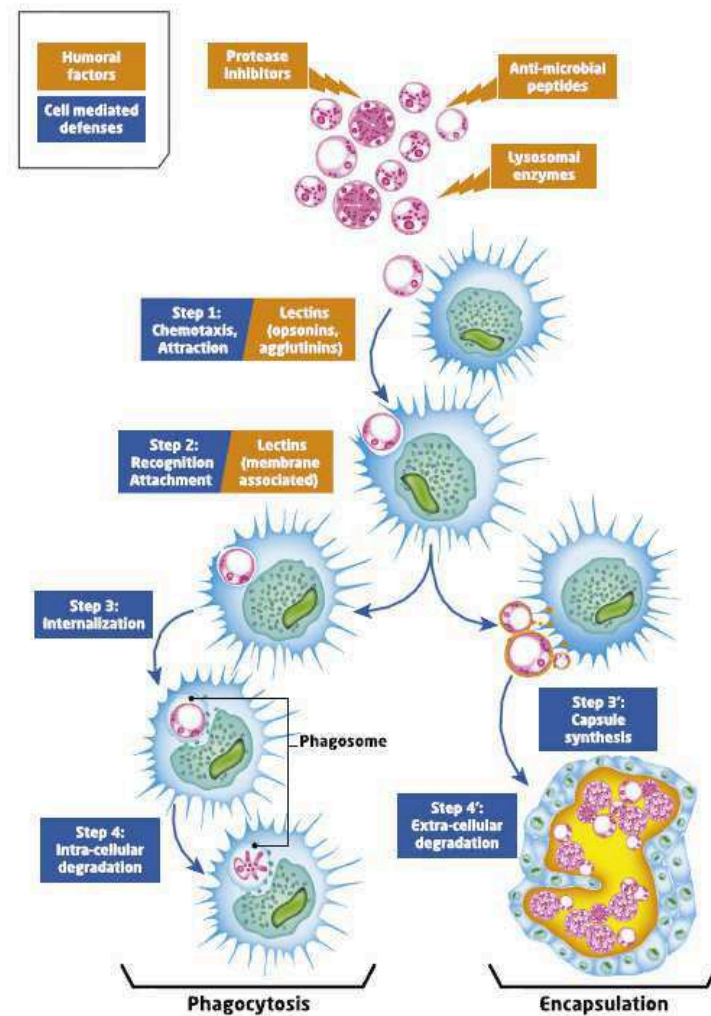 Humoral
factors
Cell mediated
defenses
Protease
inhibitors
Anti-microbial
peptides
Lysosomal
enzymes
Step 1:
Chemotaxis,
Attraction
Lectins
(opsonins,
agglutinins)
Step 2:
Recognition
Attachment
Lectins
(membrane
associated)
Step 3:
Internalization
Step 3':
Capsule
synthesis
Phagosome
Step 4:
Intra-cellular
degradation
Step 4':
Extra-cellular
degradation
Phagocytosis
Encapsulation